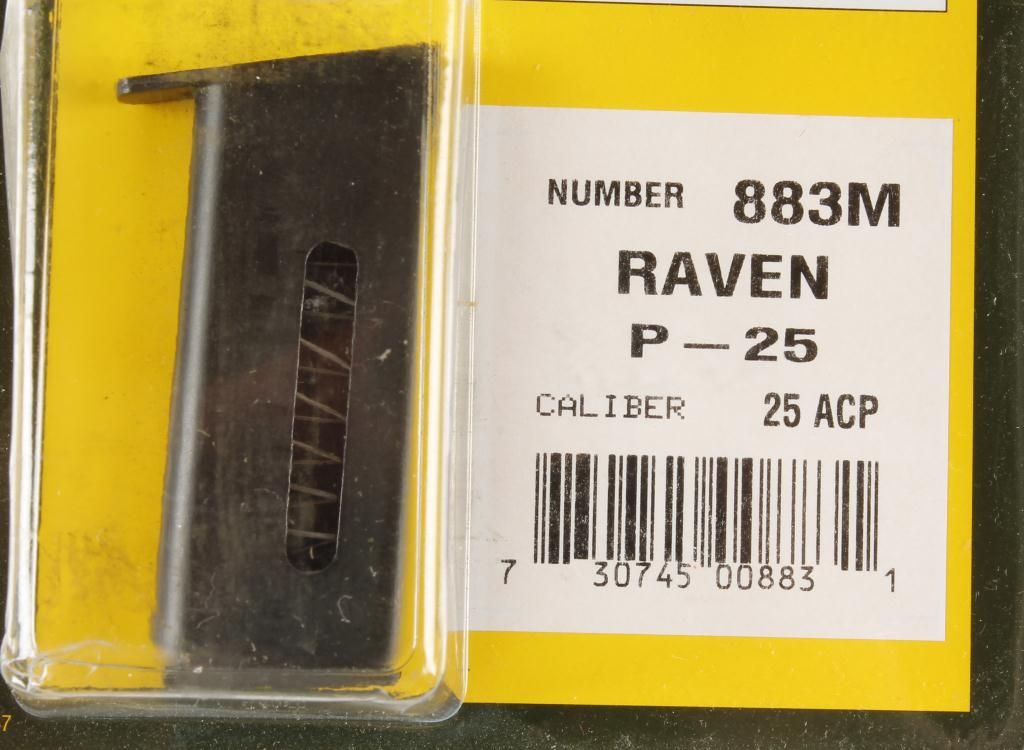 NUMBER 883M
RAVEN
P-25
CALIBER 25 ACP
7 30745 00883 1